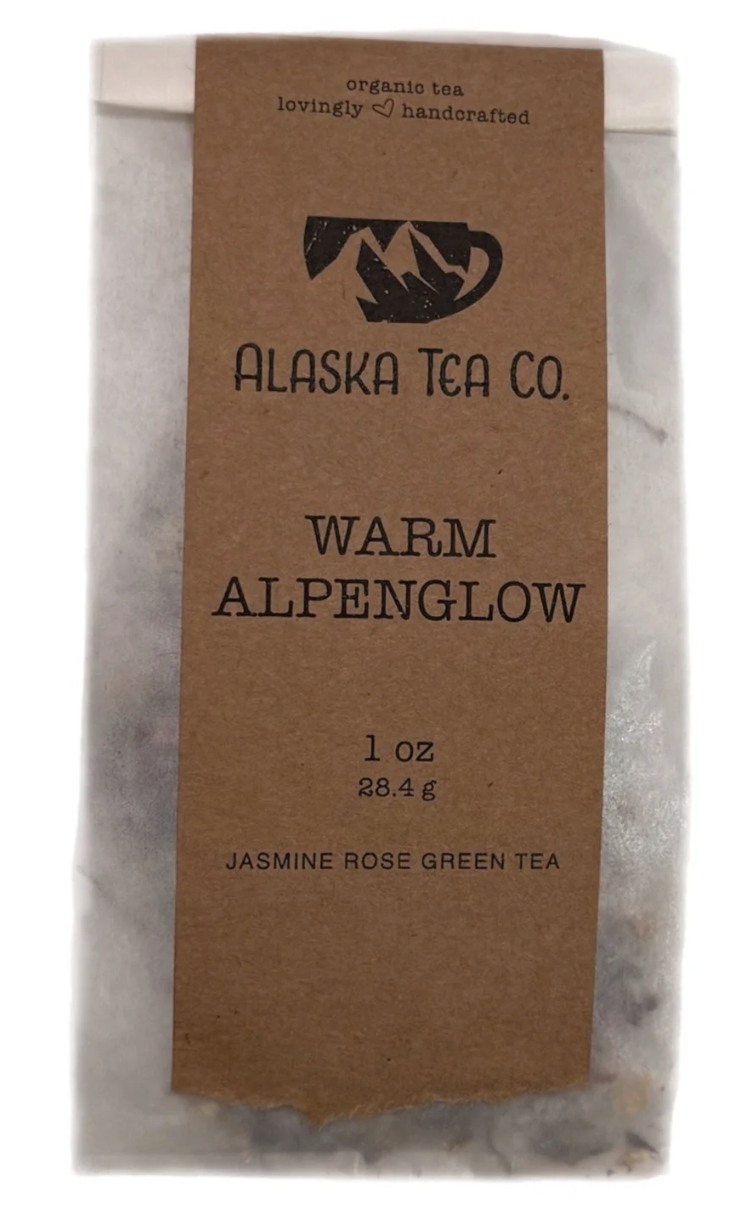 organic tea
lovingly ♡ handcrafted
ALASKA TEA CO.
WARM
ALPENGLOW
1 oz
28.4 g
JASMINE ROSE GREEN TEA